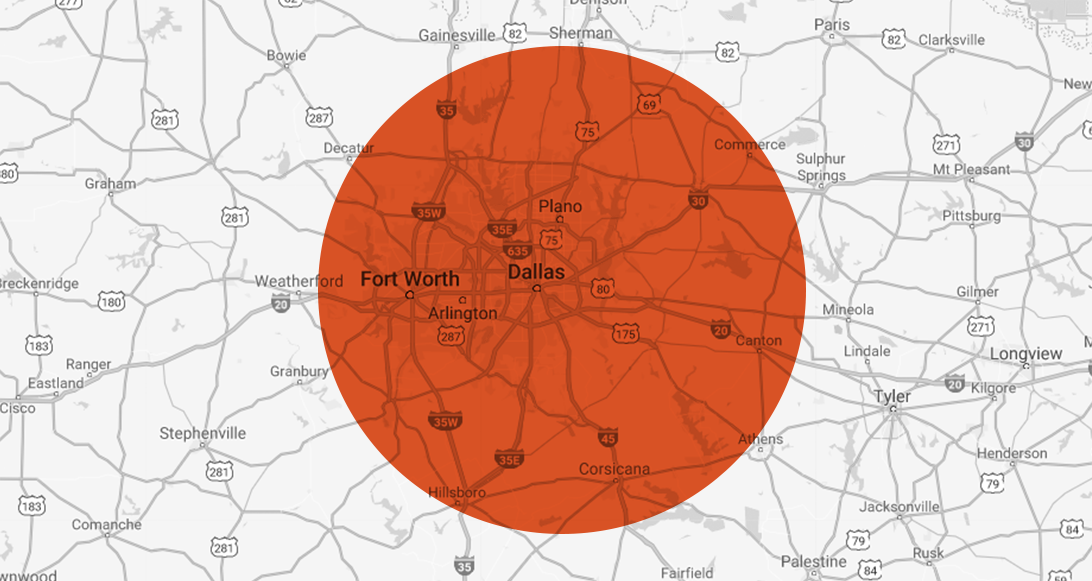 277
82
Denison
Gainesville
82
Sherman
Paris
82
Clarksville
Bowie
82
New
35
69
281
287
75
30
Decatur
Commerce
271
380
Sulphur
Springs
Mt Pleasant
Graham
30
35W
Plano
Pittsburg
281
35E
75
635
Dallas
Fort Worth
Breckenridge
Weatherford
80
Gilmer
180
20
Arlington
Mineola
271
287
175
20
183
Canton
Lindale
Longview
Ranger
Granbury
Eastland
20
Kilgore
Tyler
Cisco
35W
Stephenville
45
Athens
35E
Henderson
281
Corsicana
79
Hillsboro
183
Jacksonville
Comanche
84
281
79
Rusk
Palestine
35
84
Fairfield